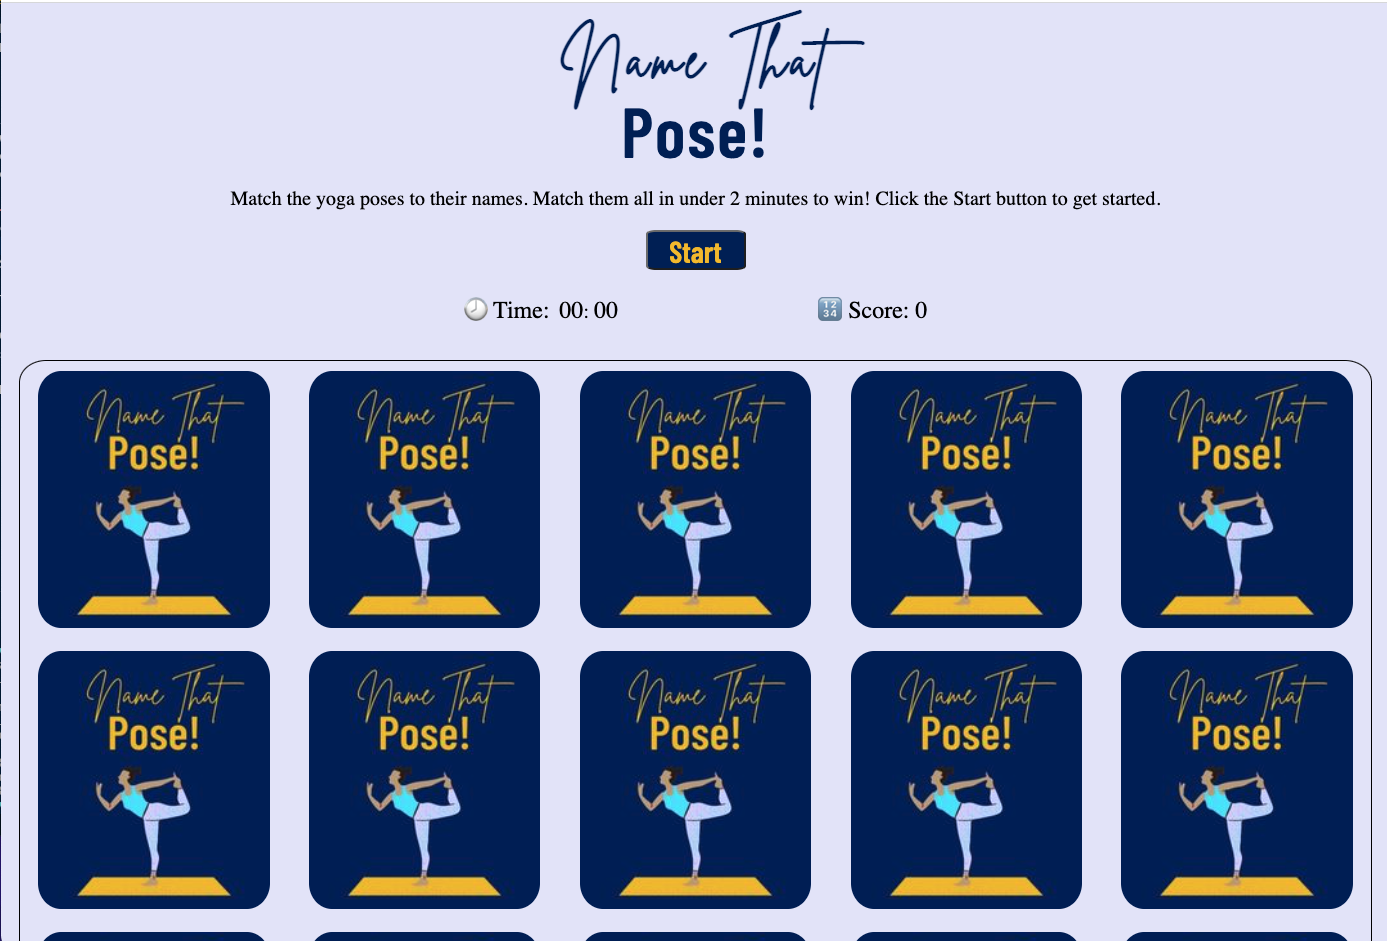 Name That
Pose!
Match the yoga poses to their names. Match them all in under 2 minutes to win! Click the Start button to get started.
Start
Time: 00: 00
12
34
Score: 0
Name That
Pose!
Name That
Pose!
Name That
Pose!
Name That
Pose!
Name That
Pose!
Name That
Pose!
Name That
Pose!
Name That
Pose!
Name That
Pose!
Name That
Pose!